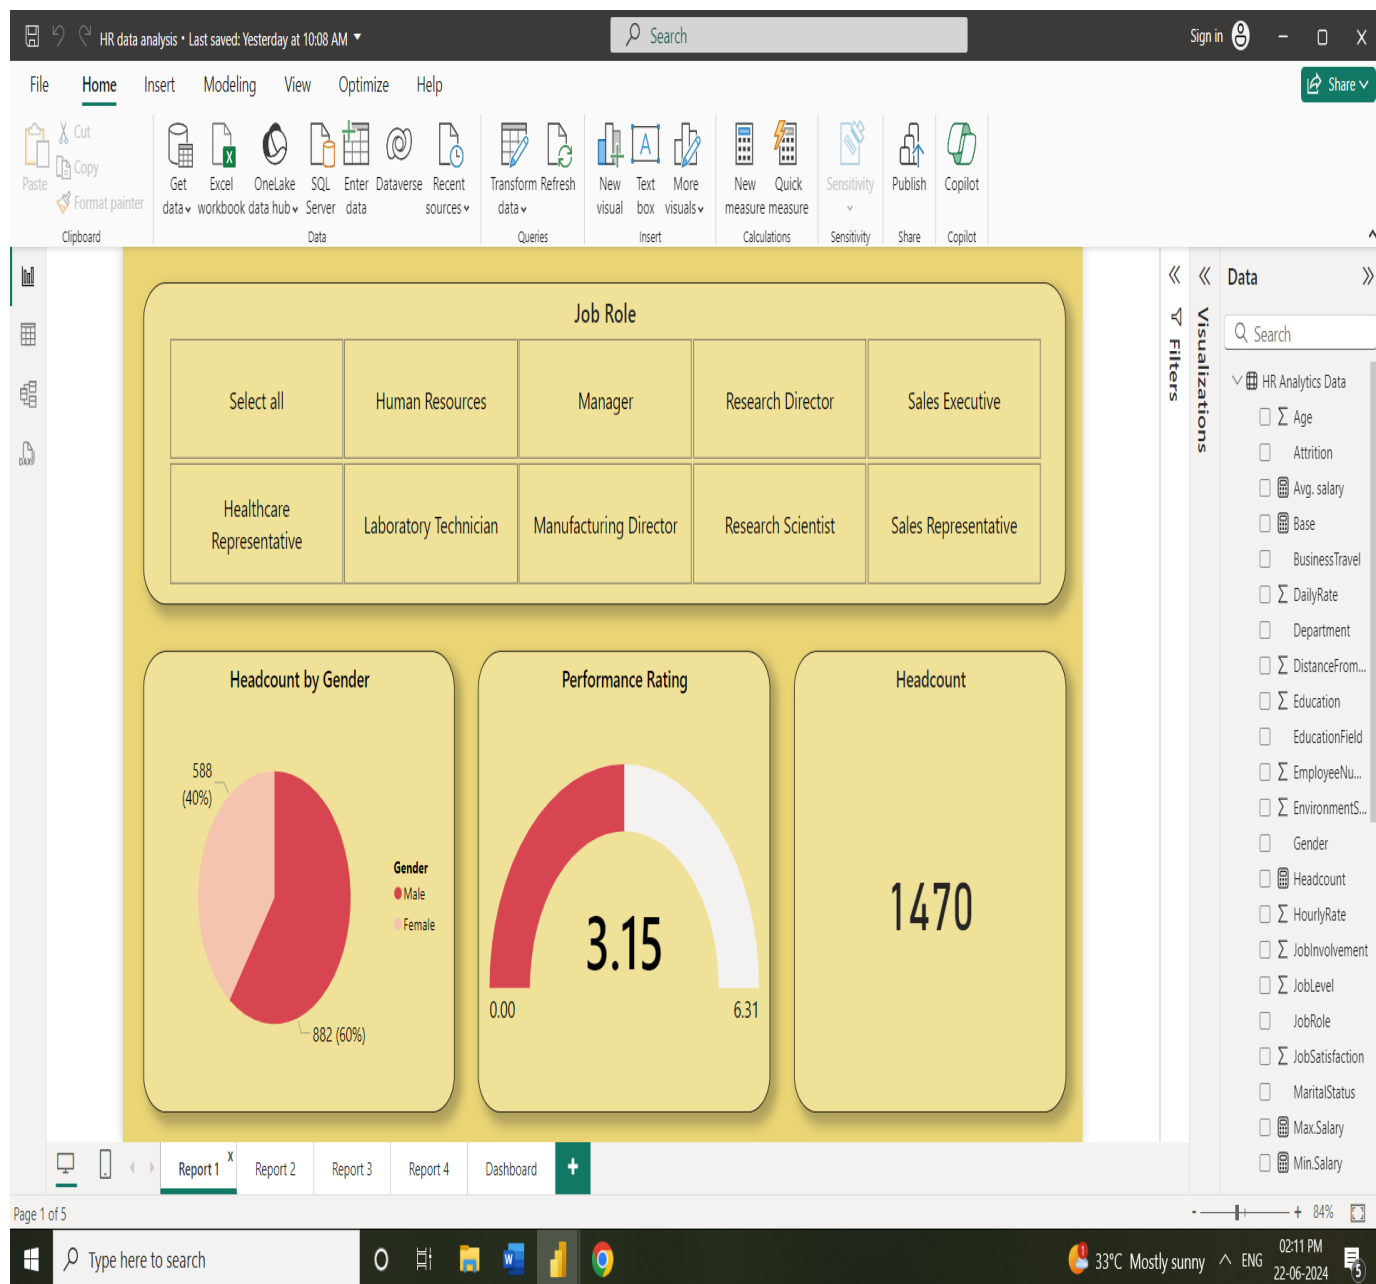 HR data analysis • Last saved: Yesterday at 10:08 AM
Search
Sign in
File Home Insert Modeling View Optimize Help
Share
Paste
Cut
Copy
Format painter
Clipboard
Get data
Excel workbook
OneLake data hub
SQL Server
Enter data
Dataverse
Recent sources
Data
Transform data
Refresh
Queries
New visual
Text box
More visuals
Insert
New measure
Quick measure
Calculations
Sensitivity
Sensitivity
Publish
Share
Copilot
Copilot
DAX
Job Role
Select all
Human Resources
Manager
Research Director
Sales Executive
Healthcare
Representative
Laboratory Technician
Manufacturing Director
Research Scientist
Sales Representative
Headcount by Gender
588
(40%)
882 (60%)
Gender
Male
Female
Performance Rating
3.15
0.00
6.31
Headcount
1470
Filters
Visualizations
Data
Search
HR Analytics Data
Age
Attrition
Avg. salary
Base
BusinessTravel
DailyRate
Department
DistanceFrom...
Education
EducationField
EmployeeNu...
EnvironmentS...
Gender
Headcount
HourlyRate
JobInvolvement
JobLevel
JobRole
JobSatisfaction
MaritalStatus
Max.Salary
Min.Salary
Report 1 x
Report 2
Report 3
Report 4
Dashboard
+
Page 1 of 5
- + 84%
Type here to search
1
33°C Mostly sunny
ENG
02:11 PM
22-06-2024
5